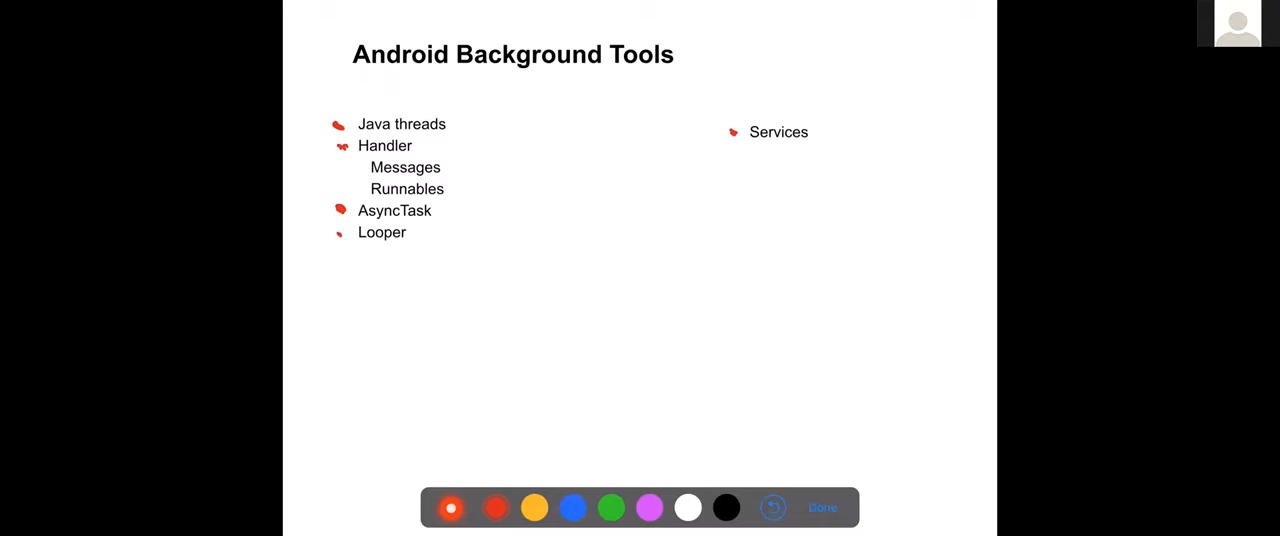 Android Background Tools
Java threads
Handler
Messages
Runnables
AsyncTask
Looper
Services
Done